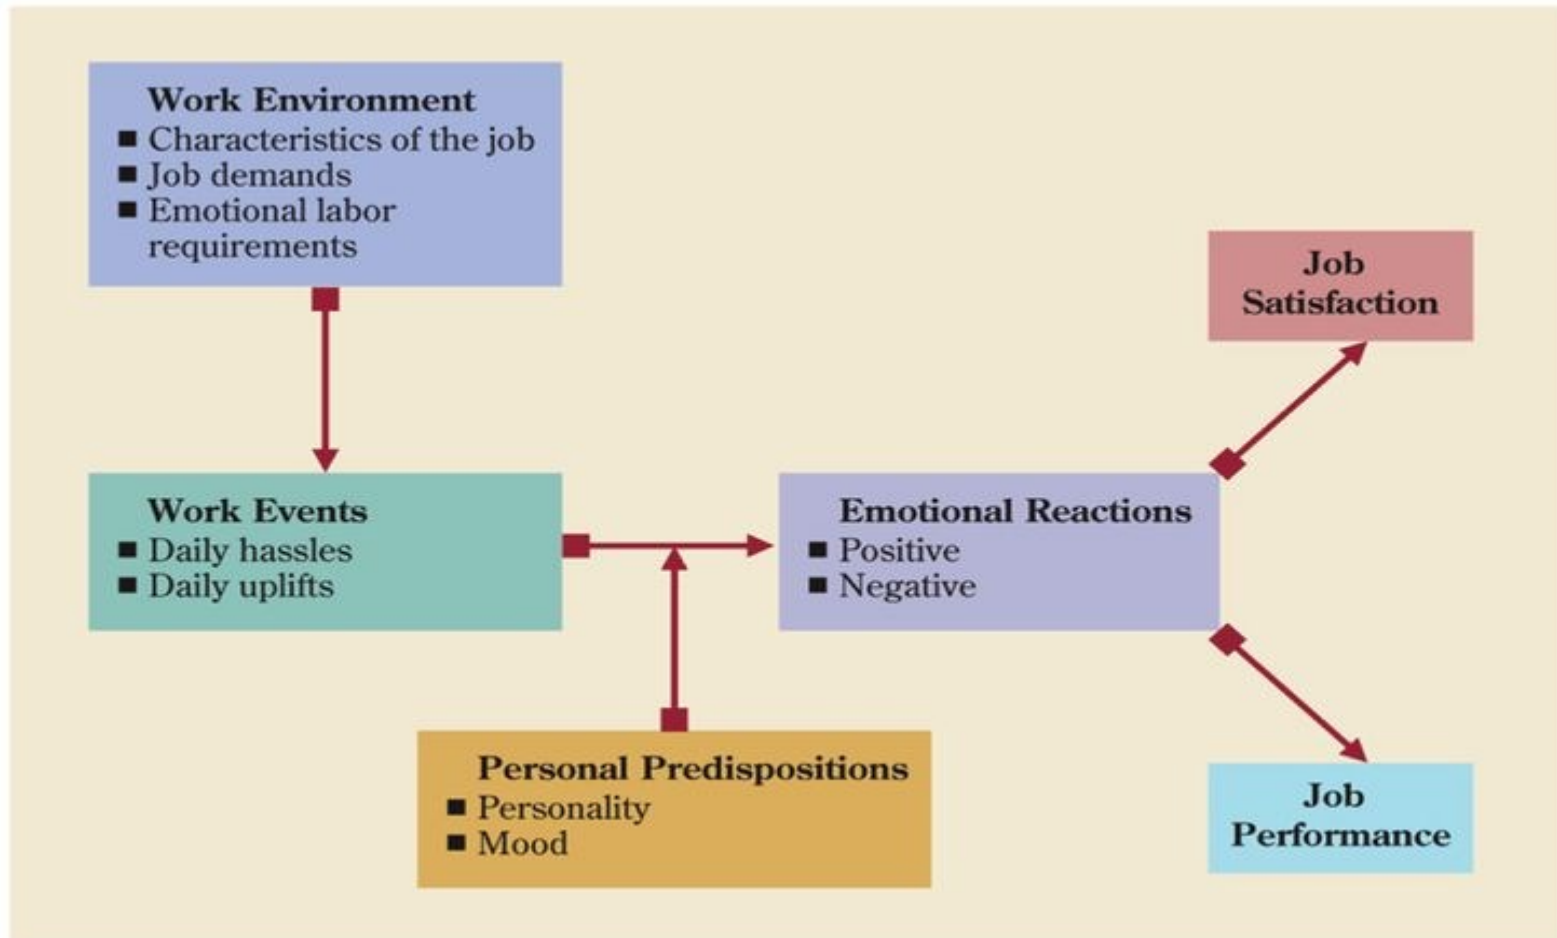 Work Environment
■ Characteristics of the job
■ Job demands
■ Emotional labor
requirements
Job
Satisfaction
Work Events
■ Daily hassles
■ Daily uplifts
Emotional Reactions
■ Positive
■ Negative
Personal Predispositions
■ Personality
■ Mood
Job
Performance